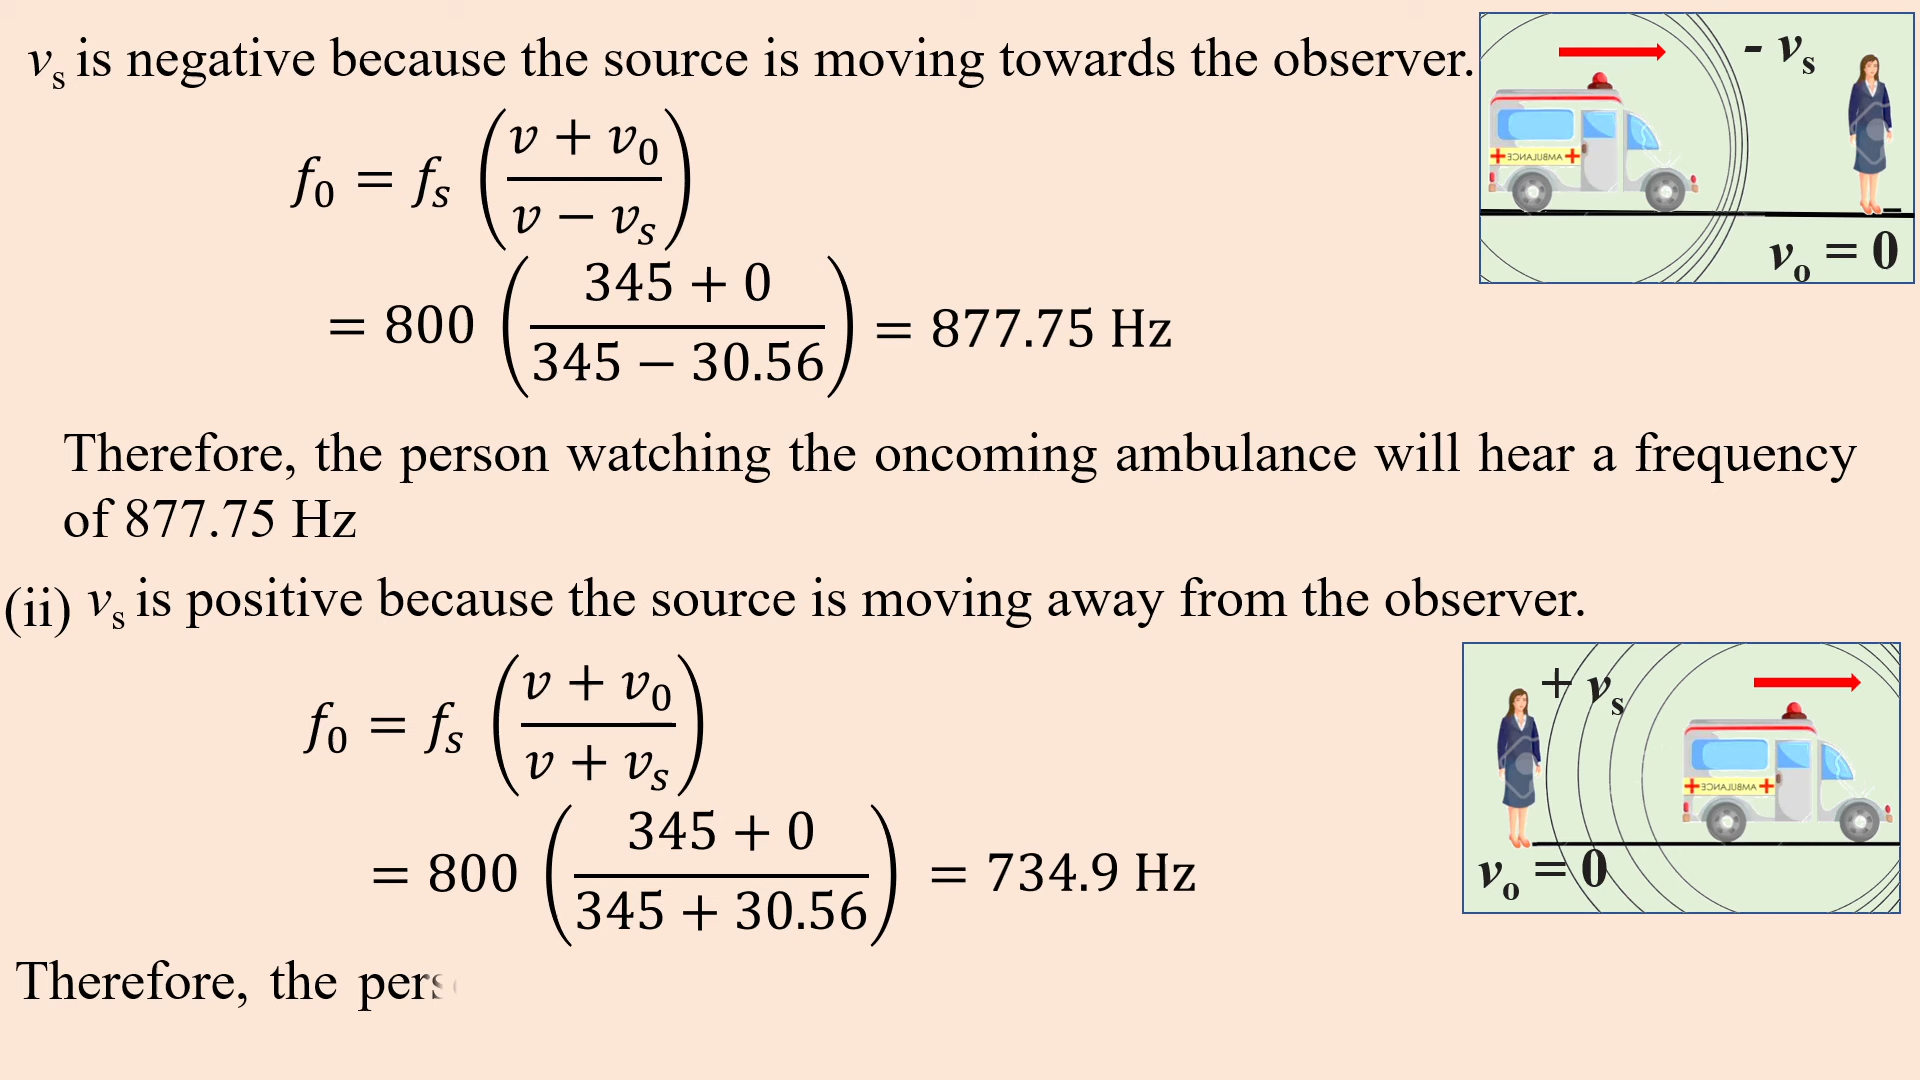 vs is negative because the source is moving towards the observer.
f0 = fs ((v + v0)/(v − vs))
= 800 ((345 + 0)/(345 − 30.56)) = 877.75 Hz
- vs
AMBULANCE
vo = 0
Therefore, the person watching the oncoming ambulance will hear a frequency
of 877.75 Hz
(ii) vs is positive because the source is moving away from the observer.
f0 = fs ((v + v0)/(v + vs))
= 800 ((345 + 0)/(345 + 30.56)) = 734.9 Hz
+ vs
AMBULANCE
vo = 0
Therefore, the pers